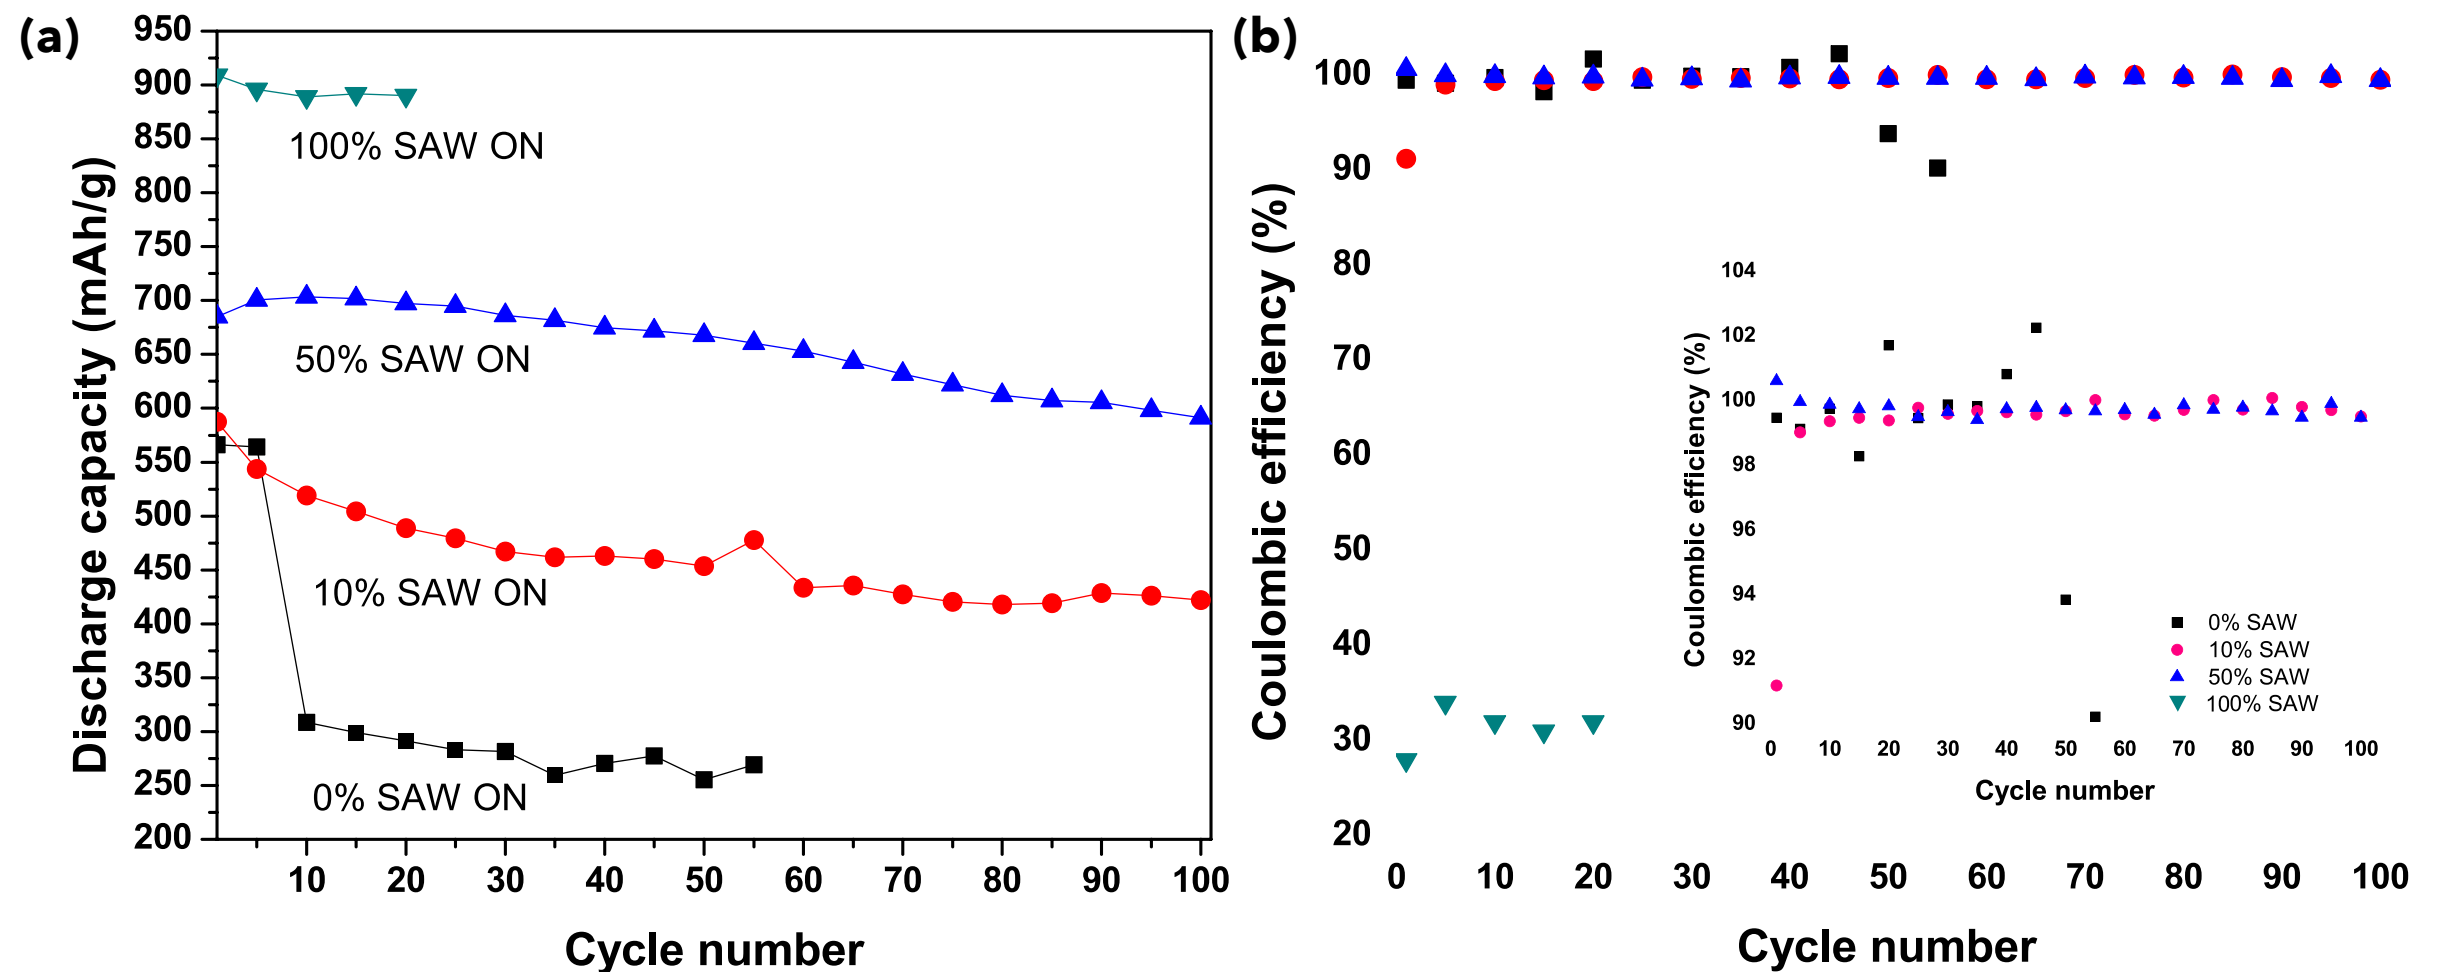 (a)
Discharge capacity (mAh/g)
950
900
850
800
750
700
650
600
550
500
450
400
350
300
250
200
100% SAW ON
50% SAW ON
10% SAW ON
0% SAW ON
10 20 30 40 50 60 70 80 90 100
Cycle number
(b)
Coulombic efficiency (%)
100
90
80
70
60
50
40
30
20
0 10 20 30 40 50 60 70 80 90 100
Cycle number
Coulombic efficiency (%)
104
102
100
98
96
94
92
90
0% SAW
10% SAW
50% SAW
100% SAW
0 10 20 30 40 50 60 70 80 90 100
Cycle number